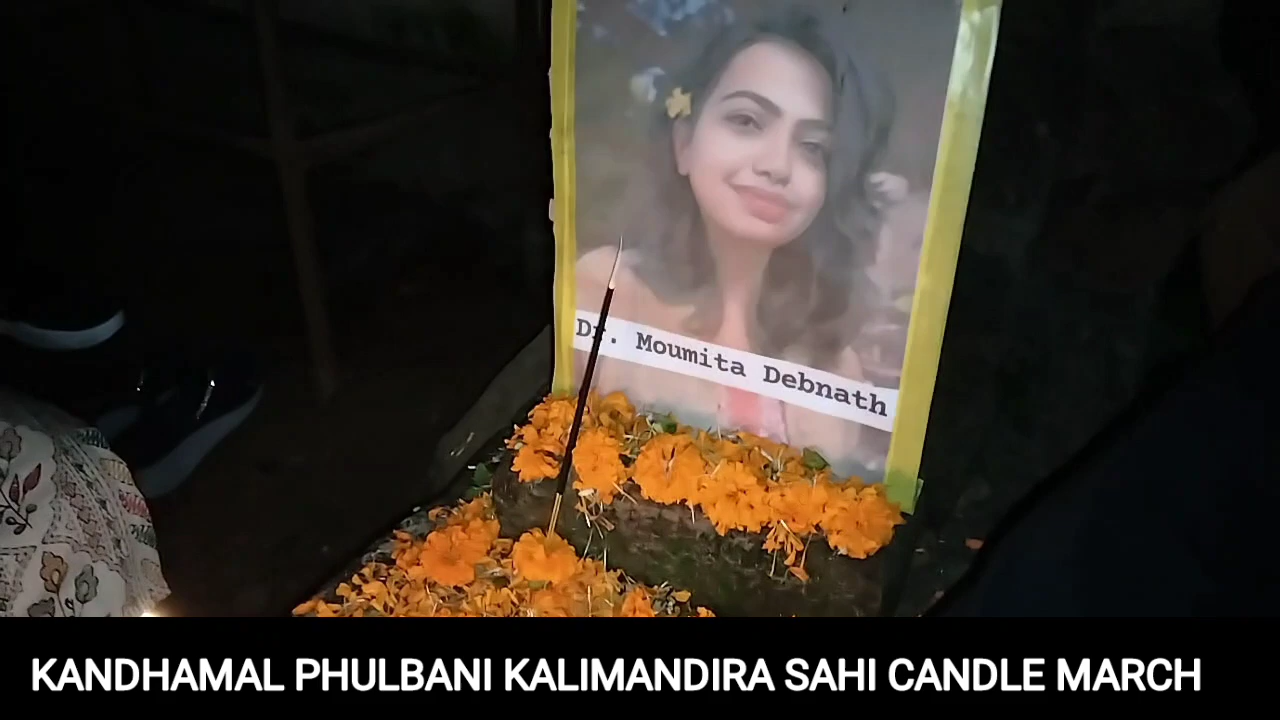 Dr. Moumita Debnath
KANDHAMAL PHULBANI KALIMANDIRA SAHI CANDLE MARCH